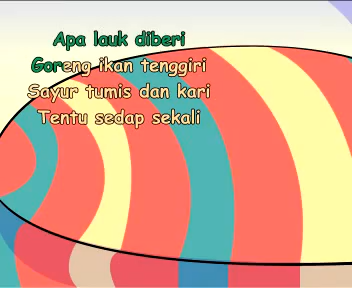 Apa lauk diberi
Goreng ikan tenggiri
Sayur tumis dan kari
Tentu sedap sekali